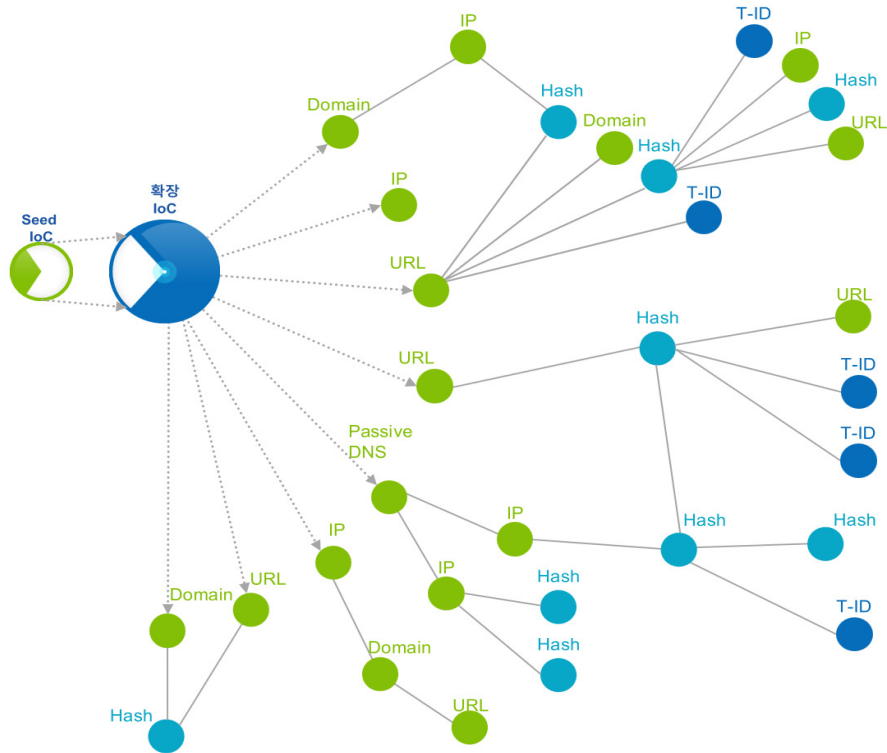 T-ID
IP
IP
Hash
Hash
Domain
Domain
URL
Hash
IP
T-ID
확장
IoC
Seed
IoC
URL
URL
Hash
URL
T-ID
Passive
DNS
T-ID
IP
IP
Hash
Hash
URL
IP
Hash
Domain
T-ID
Domain
Hash
URL
Hash